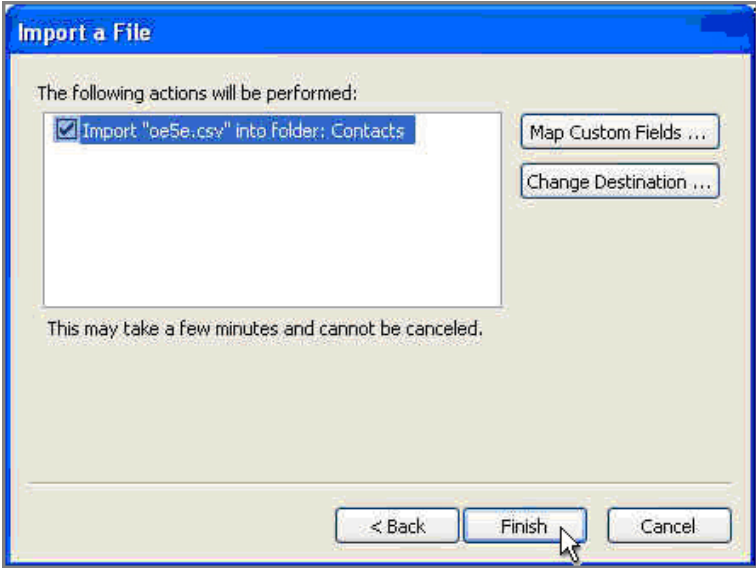 Import a File
The following actions will be performed:
Import "oe5e.csv" into folder: Contacts
Map Custom Fields ...
Change Destination ...
This may take a few minutes and cannot be canceled.
< Back
Finish
Cancel